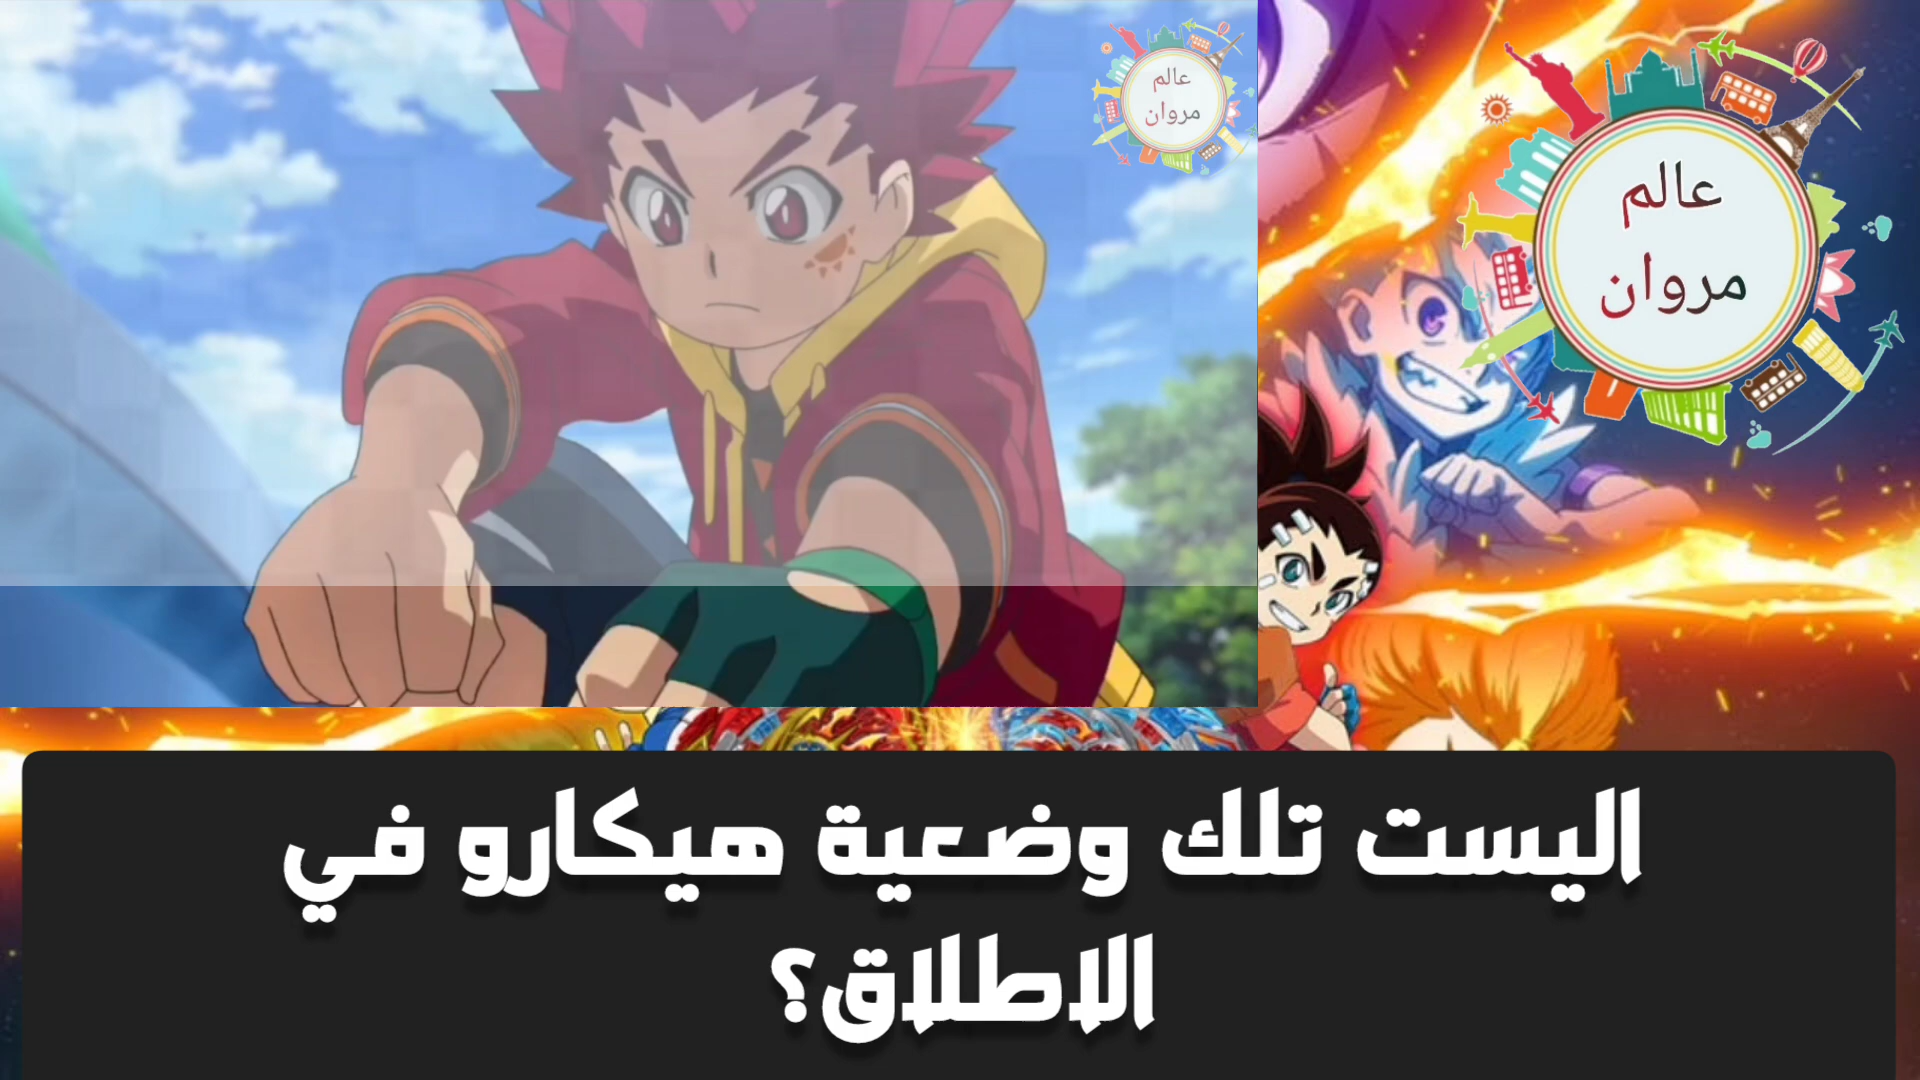 عالم
مروان
عالم
مروان
اليست تلك وضعية هيكارو في
الاطلاق؟